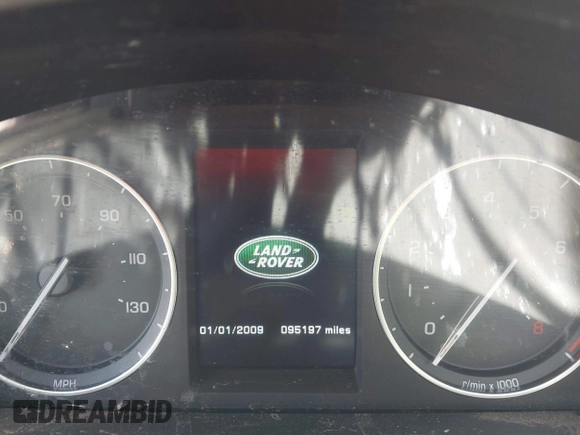 50
70
90
110
130
MPH
LAND
ROVER
01/01/2009 095197 miles
0
2
4
5
6
8
r/min x 1000
DREAMBID